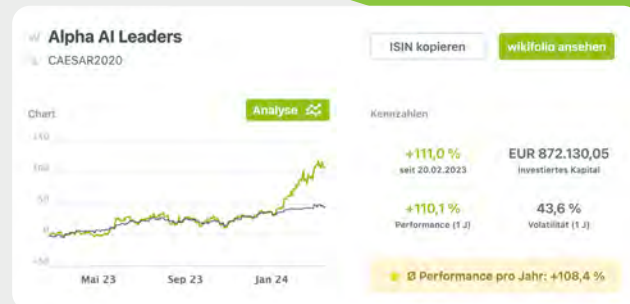 Alpha AI Leaders
CAESAR2020
ISIN kopieren
wikifolio ansehen
Chart
Analyse
Kennzahlen
150
100
50
0
-50
Mai 23
Sep 23
Jan 24
+111,0 %
seit 20.02.2023
EUR 872.130,05
Investiertes Kapital
+110,1 %
Performance (1 J)
43,6 %
Volatilität (1 J)
Ø Performance pro Jahr: +108,4 %